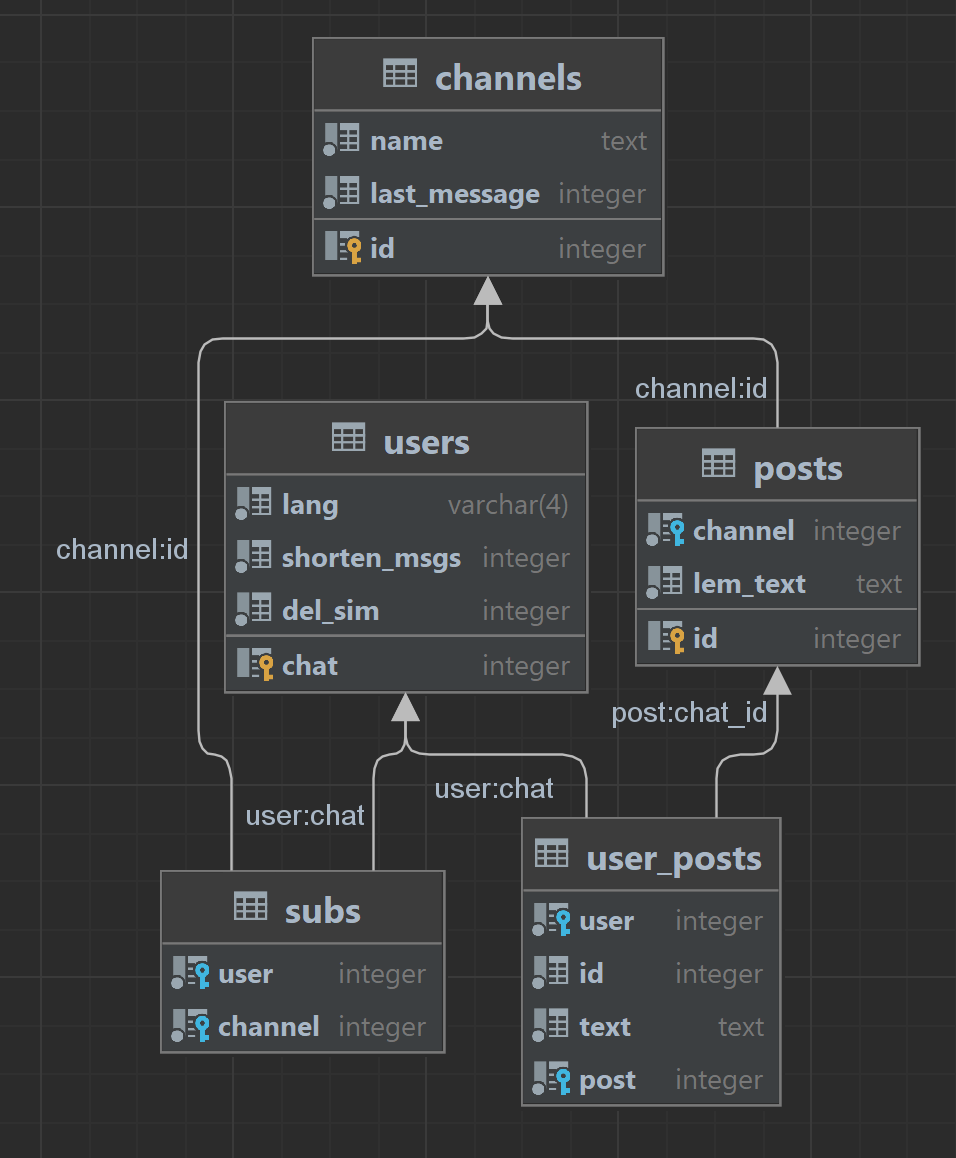 channels
name text
last_message integer
id integer
channel:id
users
lang varchar(4)
shorten_msgs integer
del_sim integer
chat integer
posts
channel integer
lem_text text
id integer
channel:id
post:chat_id
user:chat
user:chat
subs
user integer
channel integer
user_posts
user integer
id integer
text text
post integer